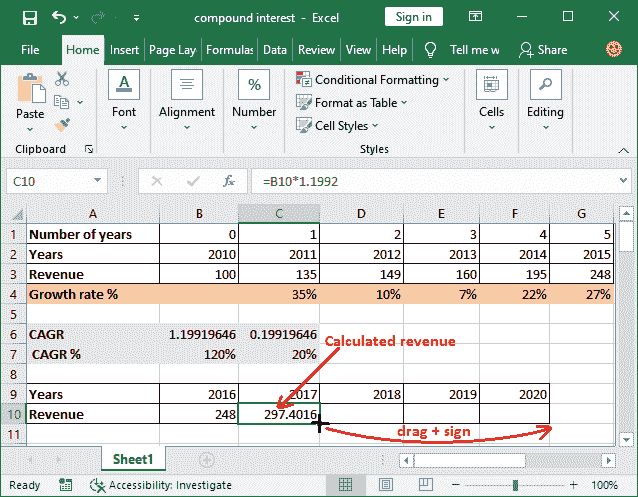 compound interest - Excel
Sign in
File Home Insert Page Lay Formulas Data Review View Help Tell me w Share
Paste
Font
Alignment
Number
%
A
Conditional Formatting
Format as Table
Cell Styles
Cells
Editing
Clipboard
Styles
C10 fx =B10*1.1992
A B C D E F G
1 Number of years 0 1 2 3 4 5
2 Years 2010 2011 2012 2013 2014 2015
3 Revenue 100 135 149 160 195 248
4 Growth rate % 35% 10% 7% 22% 27%
5
6 CAGR 1.19919646 0.19919646
Calculated revenue
7 CAGR % 120% 20%
8
9 Years 2016 2017 2018 2019 2020
10 Revenue 248 297.4016
drag + sign
11
Sheet1
Ready Accessibility: Investigate 100%